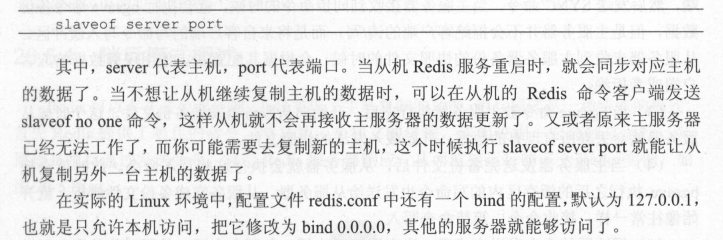 slaveof server port
其中，server 代表主机，port 代表端口。当从机 Redis 服务重启时，就会同步对应主机
的数据了。当不想让从机继续复制主机的数据时，可以在从机的 Redis 命令客户端发送
slaveof no one 命令，这样从机就不会再接收主服务器的数据更新了。又或者原来主服务器
已经无法工作了，而你可能需要去复制新的主机，这个时候执行 slaveof sever port 就能让从
机复制另外一台主机的数据了。
在实际的 Linux 环境中，配置文件 redis.conf 中还有一个 bind 的配置，默认为 127.0.0.1，
也就是只允许本机访问，把它修改为 bind 0.0.0.0，其他的服务器就能够访问了。